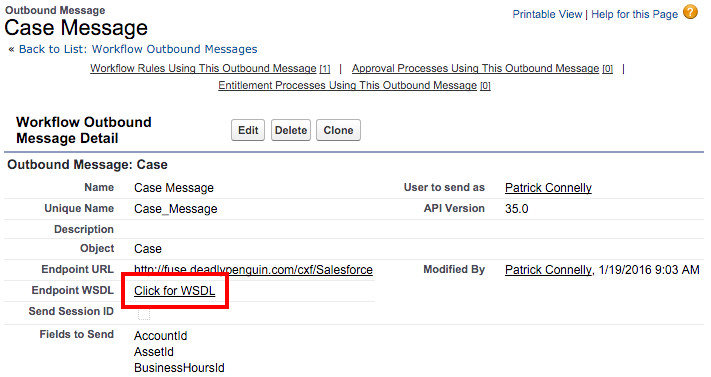 Outbound Message
Case Message
Printable View | Help for this Page ?
« Back to List: Workflow Outbound Messages
Workflow Rules Using This Outbound Message [1] | Approval Processes Using This Outbound Message [0] |
Entitlement Processes Using This Outbound Message [0]
Workflow Outbound
Message Detail
Edit Delete Clone
Outbound Message: Case
Name Case Message User to send as Patrick Connelly
Unique Name Case_Message API Version 35.0
Description
Object Case
Endpoint URL http://fuse.deadlypenguin.com/cxf/Salesforce Modified By Patrick Connelly, 1/19/2016 9:03 AM
Endpoint WSDL Click for WSDL
Send Session ID
Fields to Send AccountId
AssetId
BusinessHoursId